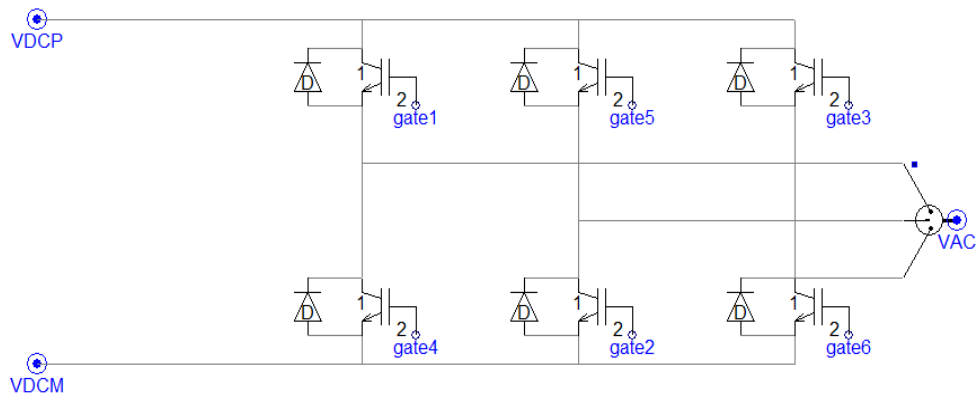 VDCP
D 1 2 gate1
D 1 2 gate5
D 1 2 gate3
VAC
D 1 2 gate4
D 1 2 gate2
D 1 2 gate6
VDCM